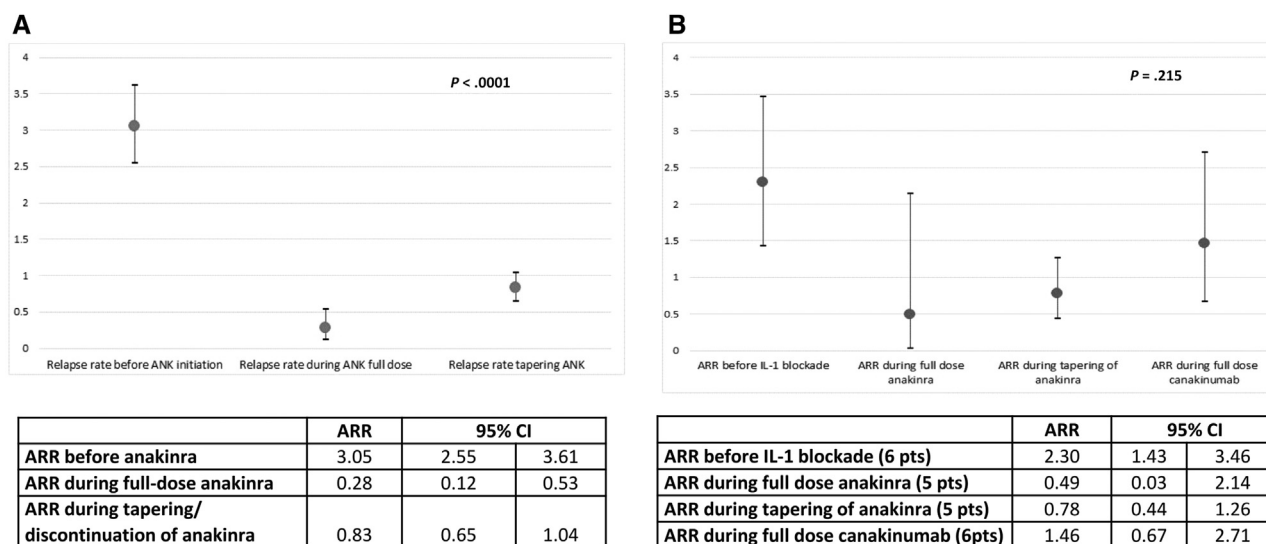 A
P < .0001
4
3.5
3
2.5
2
1.5
1
0.5
0
Relapse rate before ANK initiation Relapse rate during ANK full dose Relapse rate tapering ANK
ARR 95% CI
ARR before anakinra 3.05 2.55 3.61
ARR during full-dose anakinra 0.28 0.12 0.53
ARR during tapering/
discontinuation of anakinra 0.83 0.65 1.04
B
P = .215
4
3.5
3
2.5
2
1.5
1
0.5
0
ARR before IL-1 blockade ARR during full dose ARR during tapering of ARR during full dose
anakinra anakinra canakinumab
ARR 95% CI
ARR before IL-1 blockade (6 pts) 2.30 1.43 3.46
ARR during full dose anakinra (5 pts) 0.49 0.03 2.14
ARR during tapering of anakinra (5 pts) 0.78 0.44 1.26
ARR during full dose canakinumab (6pts) 1.46 0.67 2.71